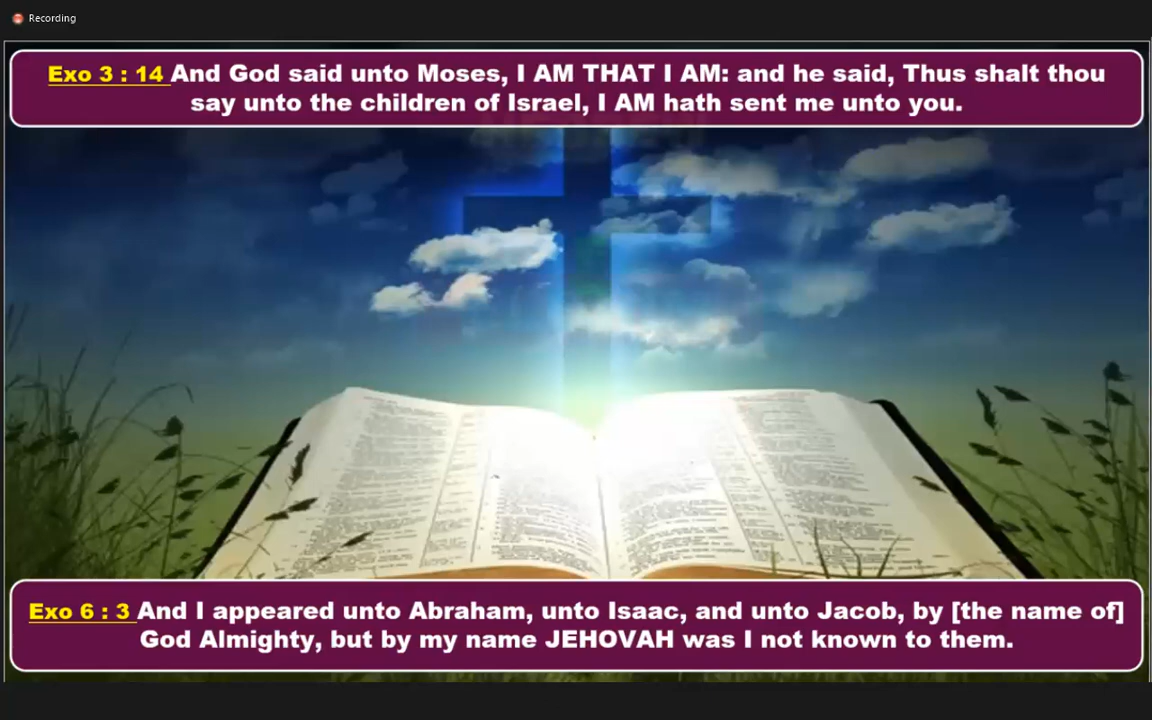 Recording
Exo 3 : 14 And God said unto Moses, I AM THAT I AM: and he said, Thus shalt thou
say unto the children of Israel, I AM hath sent me unto you.
Exo 6 : 3 And I appeared unto Abraham, unto Isaac, and unto Jacob, by [the name of]
God Almighty, but by my name JEHOVAH was I not known to them.